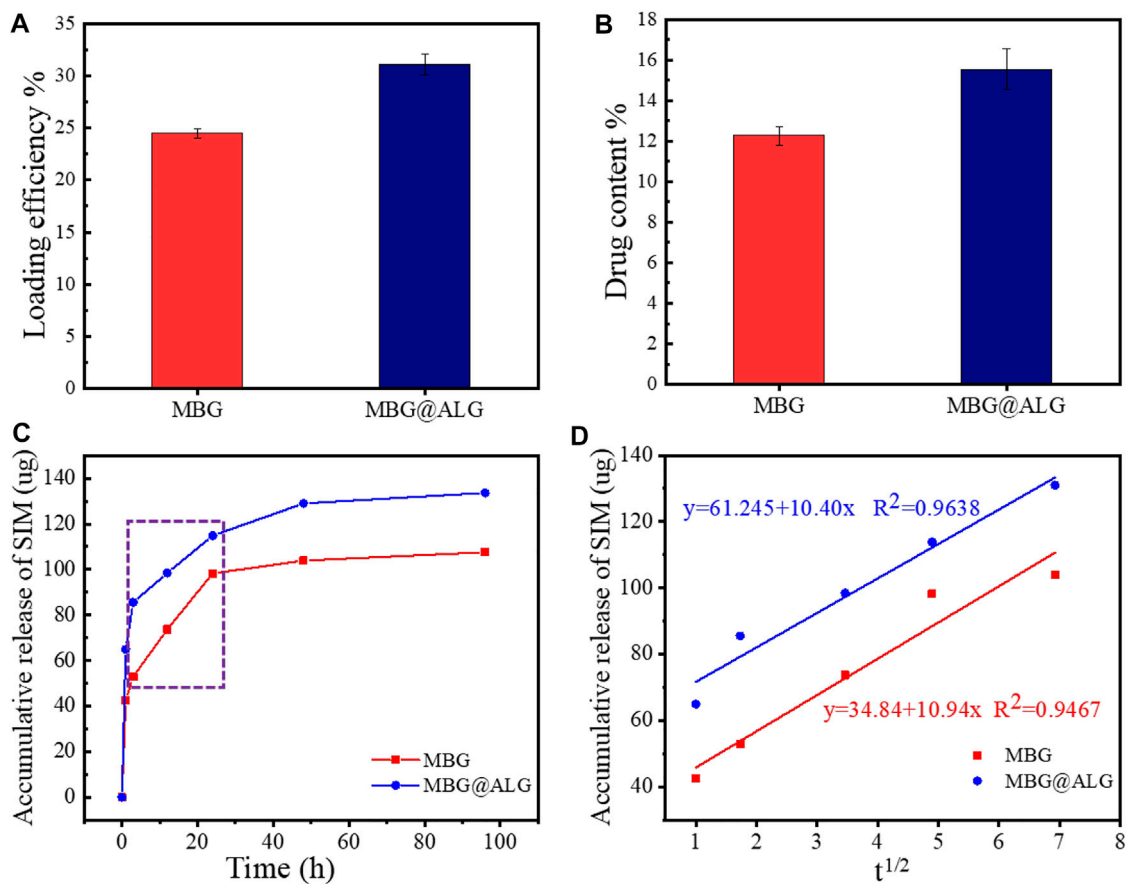 A
Loading efficiency %
35
30
25
20
15
10
5
0
MBG
MBG@ALG
B
Drug content %
18
16
14
12
10
8
6
4
2
0
MBG
MBG@ALG
C
Accumulative release of SIM (ug)
140
120
100
80
60
40
20
0
MBG
MBG@ALG
0 20 40 60 80 100
Time (h)
D
Accumulative release of SIM (ug)
140
120
100
80
60
40
y=61.245+10.40x R²=0.9638
y=34.84+10.94x R²=0.9467
MBG
MBG@ALG
1 2 3 4 5 6 7 8
t^1/2